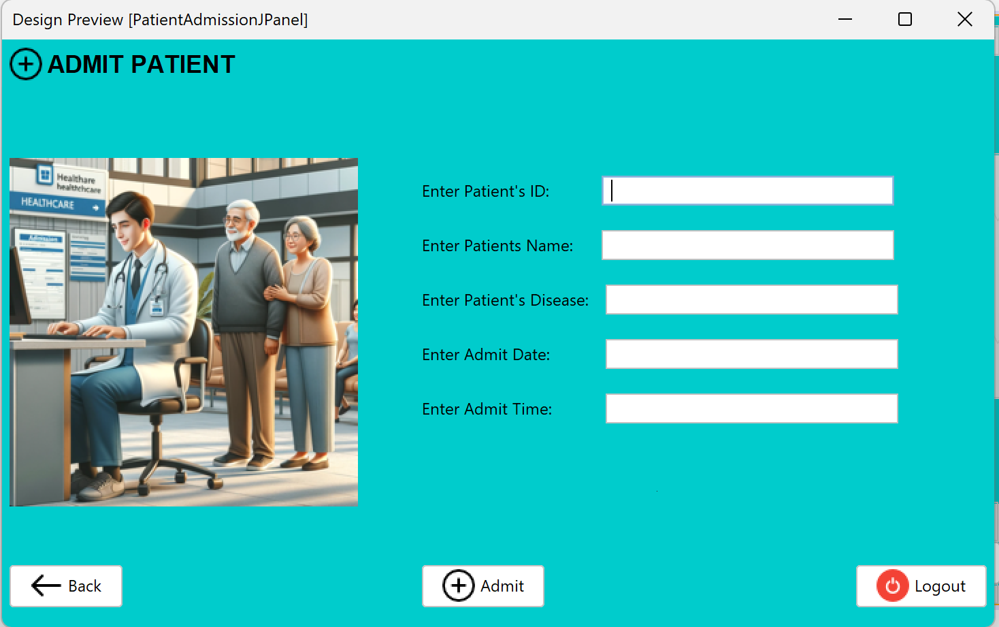 Design Preview [PatientAdmissionJPanel]
ADMIT PATIENT
Healthare
healthchcare
HEALTHCARE
Admission
Enter Patient's ID:
Enter Patients Name:
Enter Patient's Disease:
Enter Admit Date:
Enter Admit Time:
Back
Admit
Logout